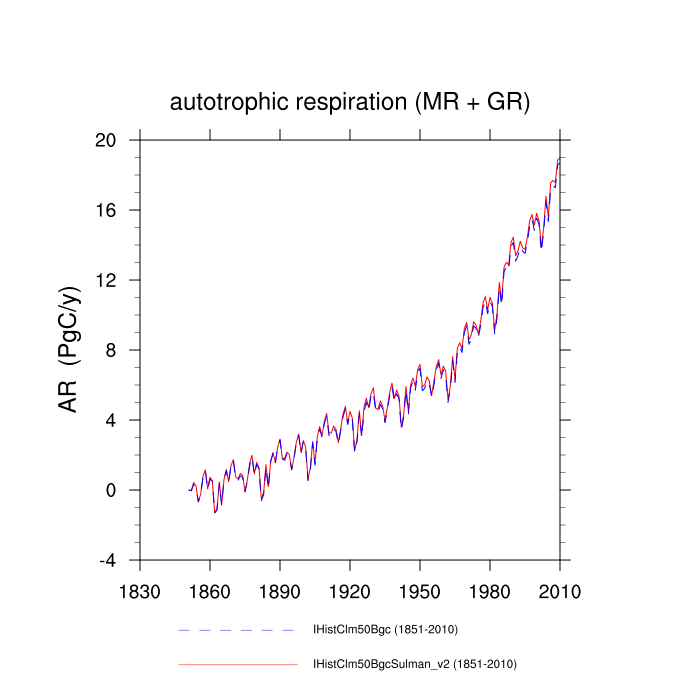 autotrophic respiration (MR + GR)
20
16
12
8
4
0
-4
AR (PgC/y)
1830 1860 1890 1920 1950 1980 2010
IHistClm50Bgc (1851-2010)
IHistClm50BgcSulman_v2 (1851-2010)